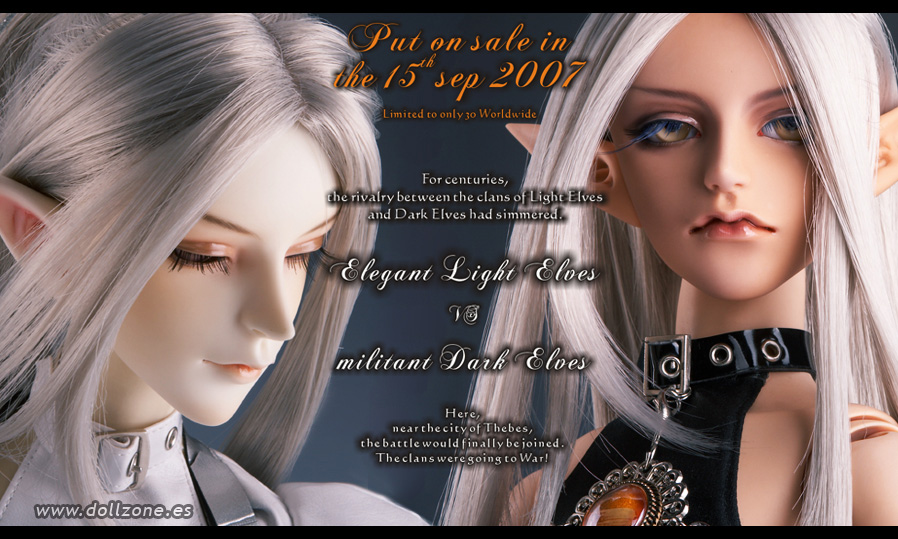 Put on sale in
the 15th sep 2007
Limited to only 30 Worldwide
For centuries,
the rivalry between the clans of Light Elves
and Dark Elves had simmered.
Elegant Light Elves
VS
militant Dark Elves
Here,
near the city of Thebes,
the battle would finally be joined.
The clans were going to War!
www.dollzone.es